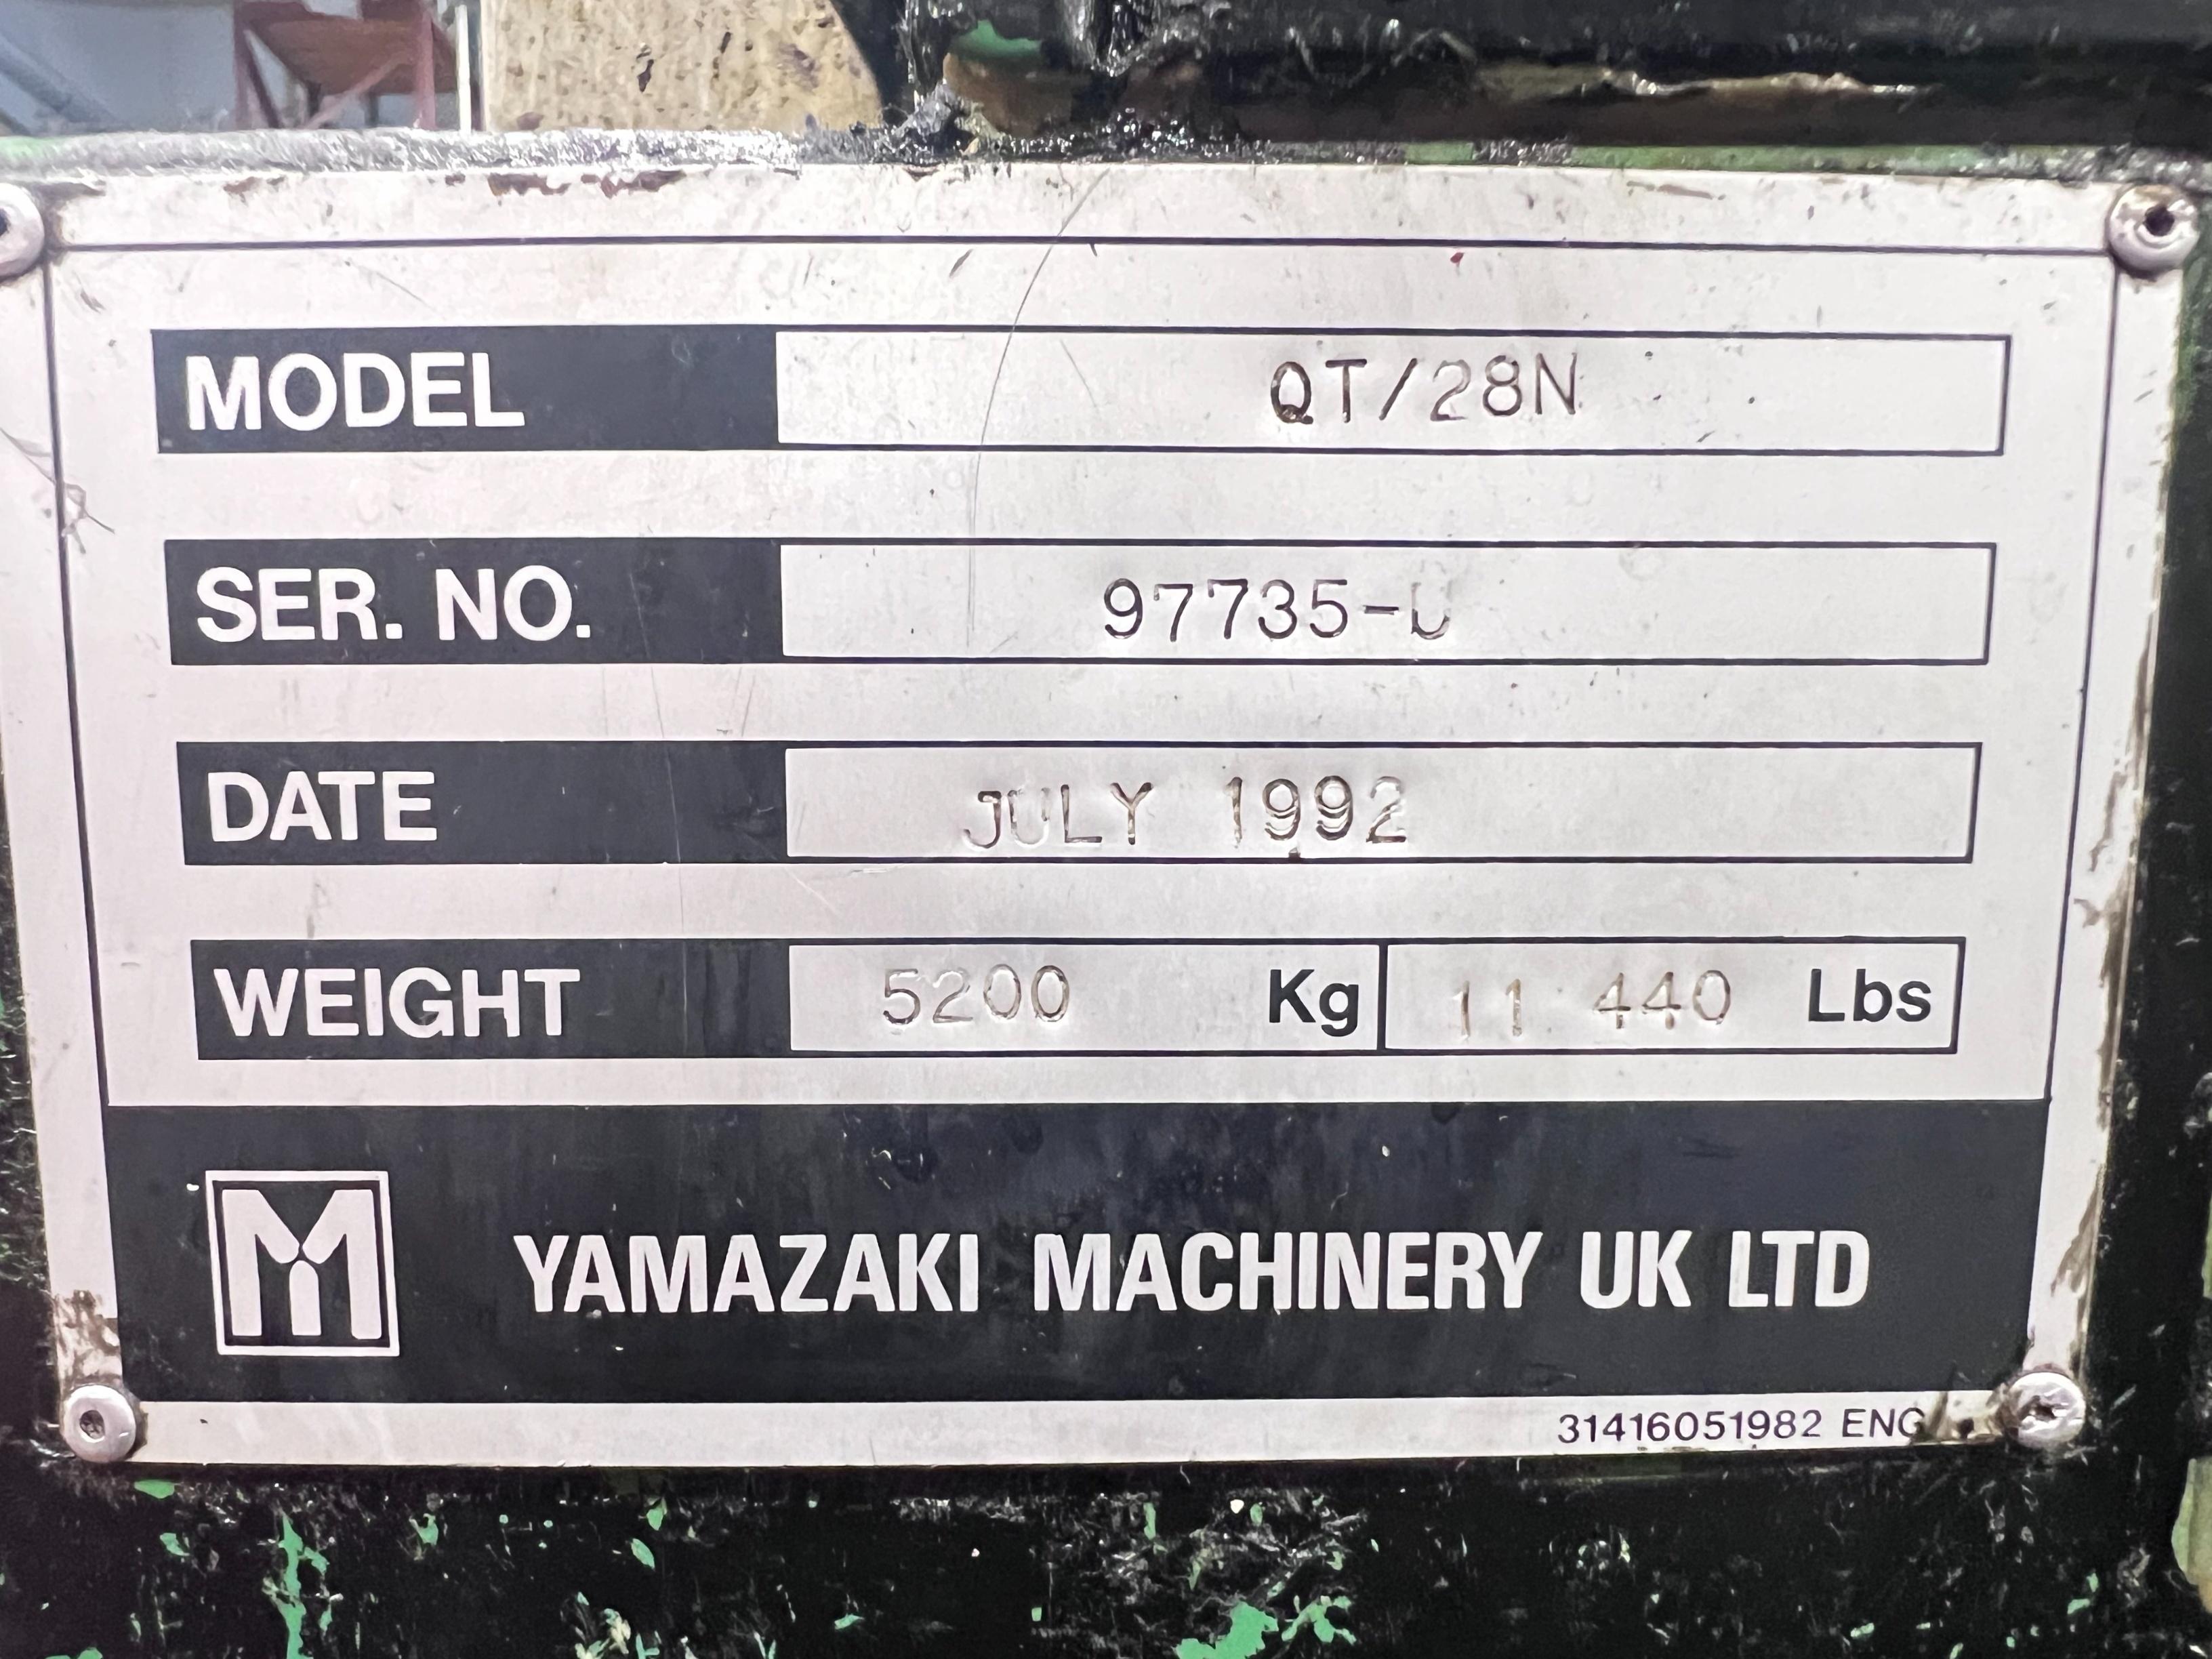 MODEL QT/28N
SER. NO. 97735-U
DATE JULY 1992
WEIGHT 5200 Kg 11 440 Lbs
M YAMAZAKI MACHINERY UK LTD
31416051982 ENG